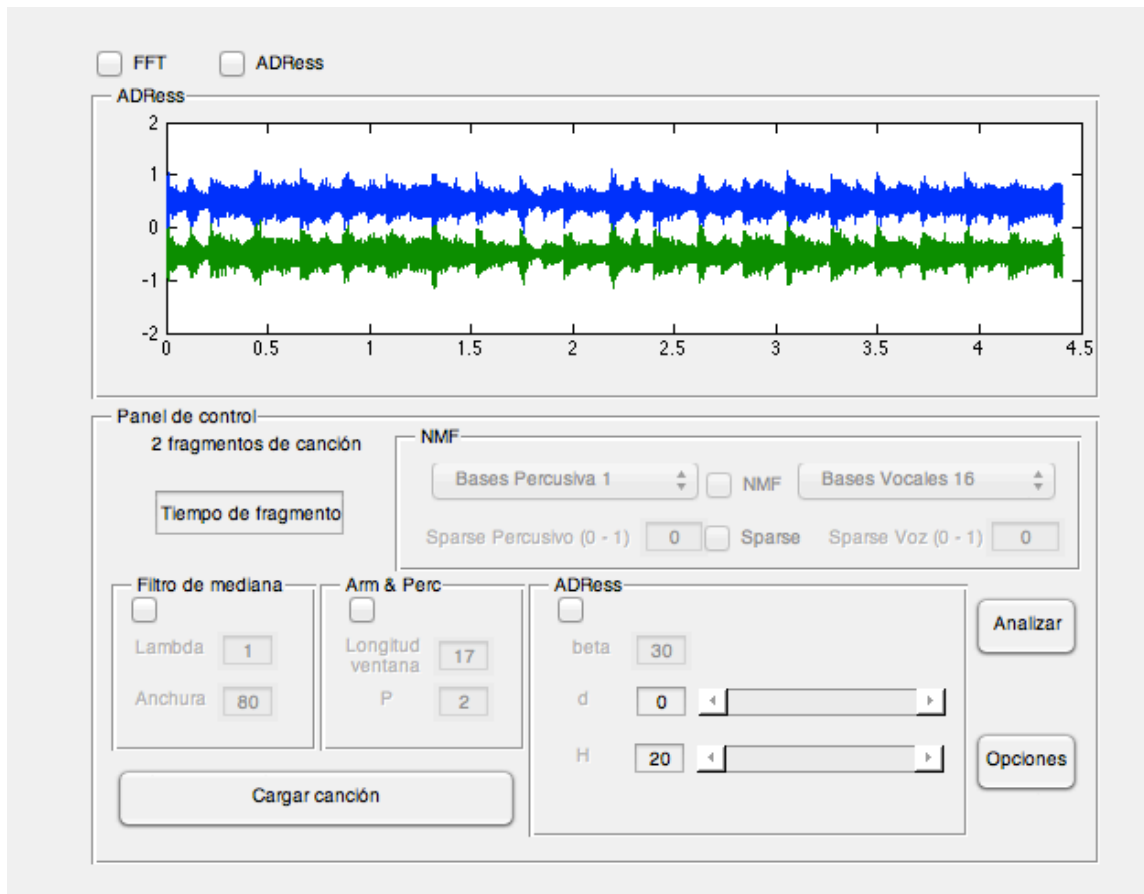 FFT ADRess
ADRess
2
1
0
-1
-2
0 0.5 1 1.5 2 2.5 3 3.5 4 4.5
Panel de control
2 fragmentos de canción
Tiempo de fragmento
NMF
Bases Percusiva 1 NMF Bases Vocales 16
Sparse Percusivo (0 - 1) 0 Sparse Sparse Voz (0 - 1) 0
Filtro de mediana
Lambda 1
Anchura 80
Arm & Perc
Longitud
ventana 17
P 2
ADRess
beta 30
d 0
H 20
Analizar
Opciones
Cargar canción